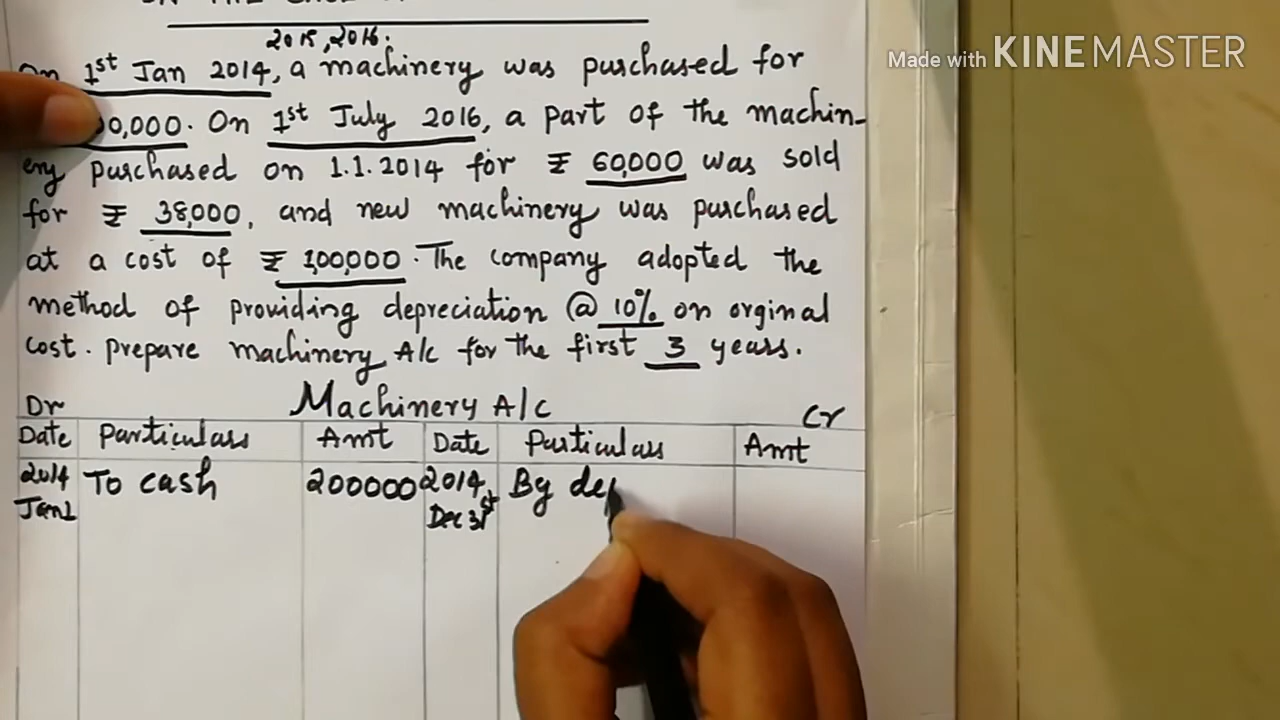 2015, 2016.
Made with KINEMASTER
On 1st Jan 2014, a machinery was purchased for
00,000. On 1st July 2016, a part of the machin-
ery purchased on 1.1.2014 for ₹ 60,000 was sold
for ₹ 38,000, and new machinery was purchased
at a cost of ₹ 1,00,000. The company adopted the
method of providing depreciation @ 10% on orginal
cost. prepare machinery A/c for the first 3 years.
Dr Machinery A/c Cr
Date Particulars Amt Date Particulars Amt
2014 To cash 200000 2014 By dep
Jan 1 Dec 31st